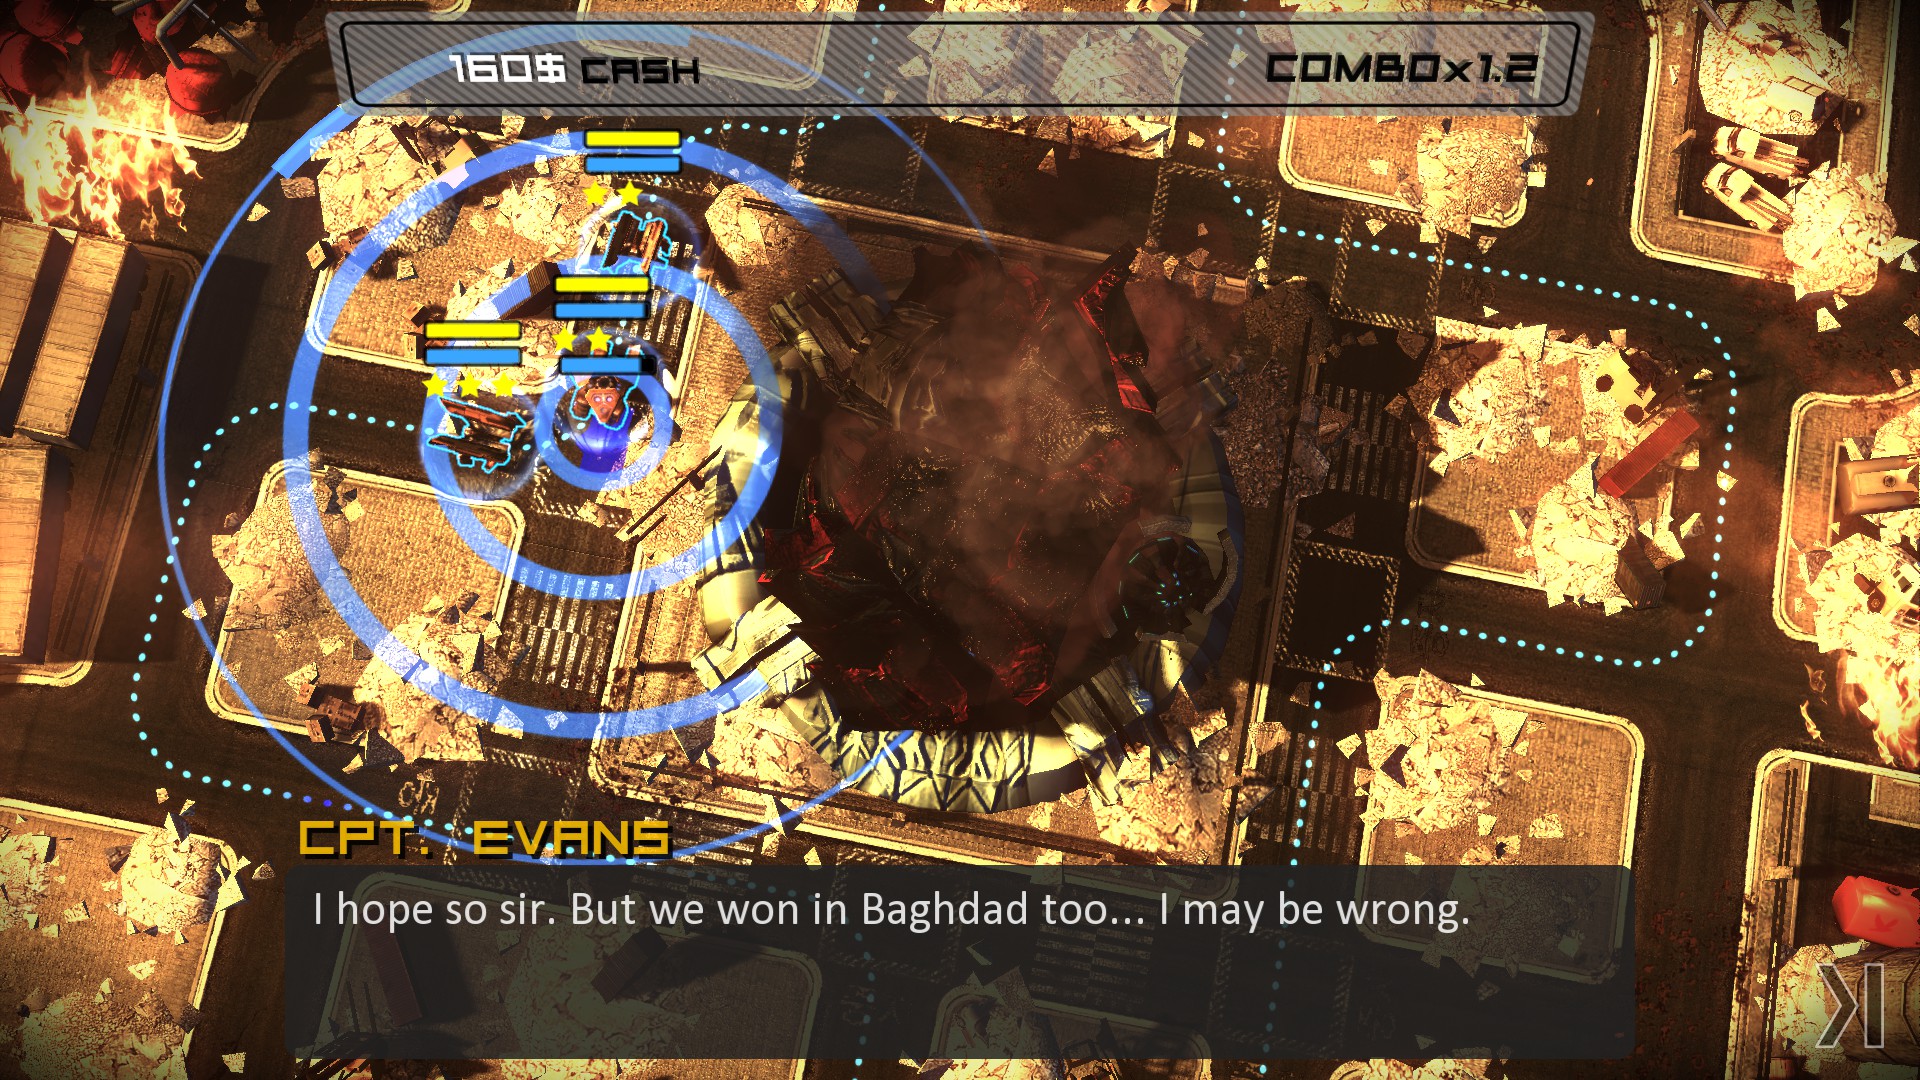 160$ CASH
COMBOx1.2
CPT. EVANS
I hope so sir. But we won in Baghdad too... I may be wrong.